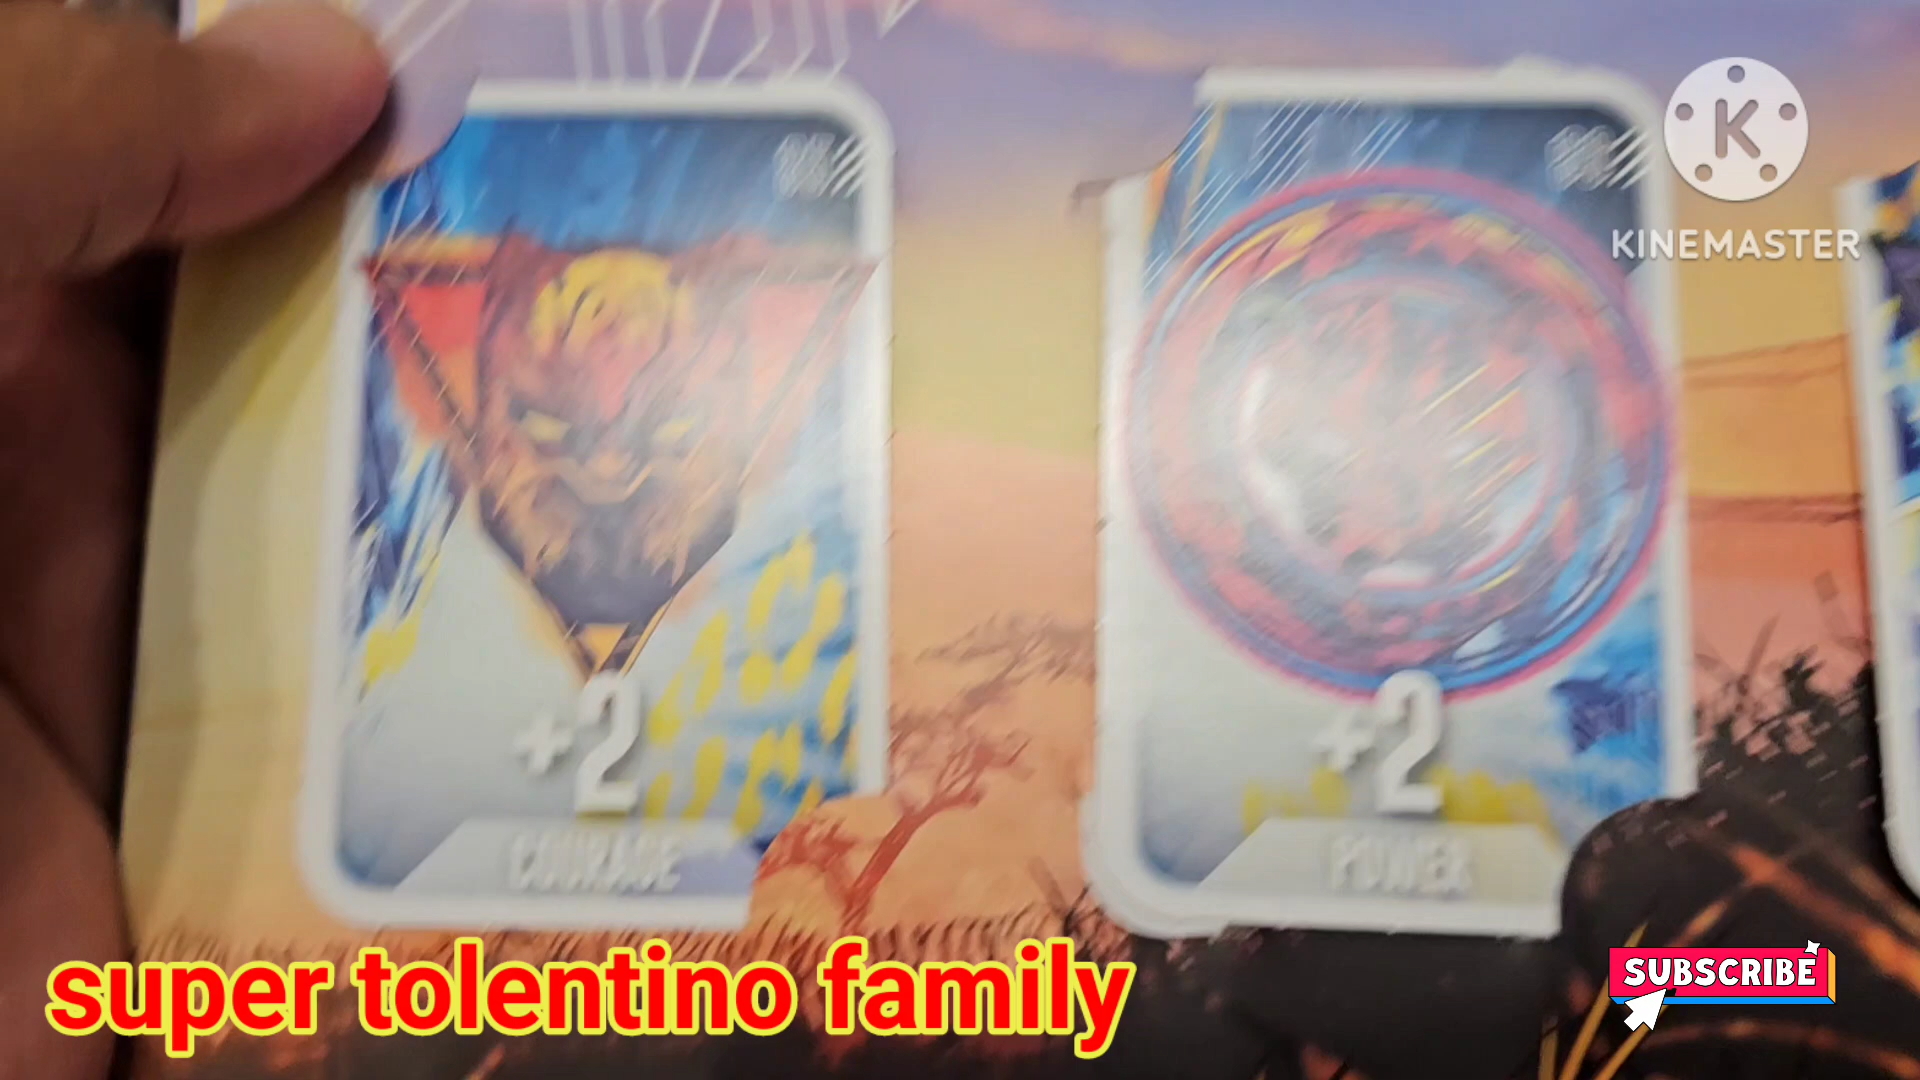 KINEMASTER
+2
COURAGE
+2
POWER
super tolentino family
SUBSCRIBE